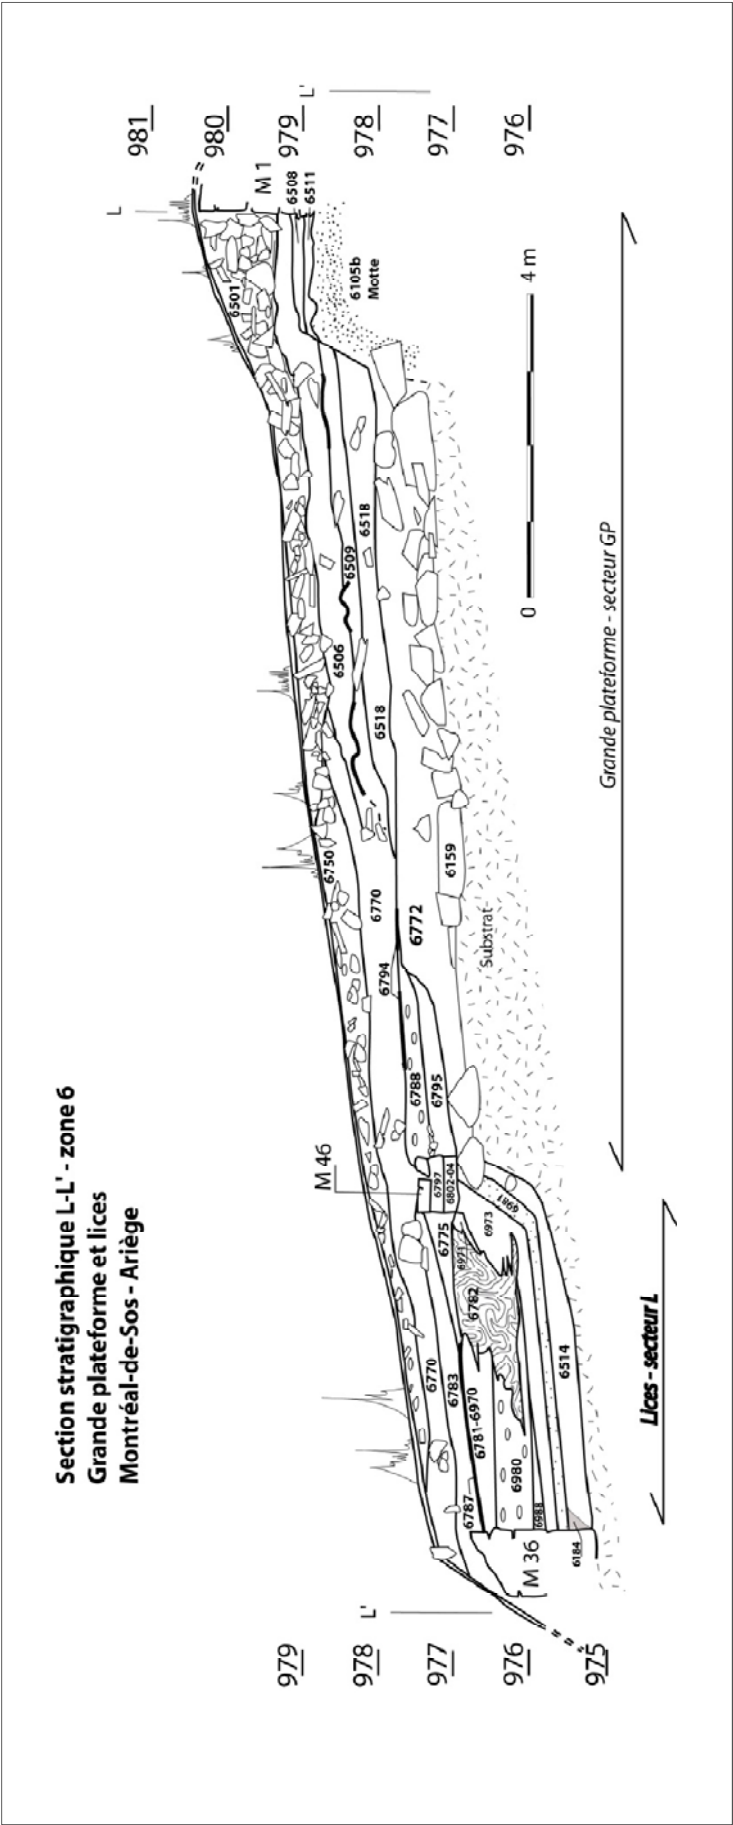 Section stratigraphique L-L' - zone 6
Grande plateforme et lices
Montréal-de-Sos - Ariège
L'
979
978
977
976
975
M 36
6184
6787
6988
6980
6781-6970
6783
6770
6514
6782
6971
6973
6981
6775
M 46
6797
6802-04
6788
6795
6794
6770
6772
6750
6159
Substrat
6518
6506
6509
6518
6501
6105b
Motte
M 1
6508
6511
L
L'
981
980
979
978
977
976
0
4 m
Lices - secteur L
Grande plateforme - secteur GP